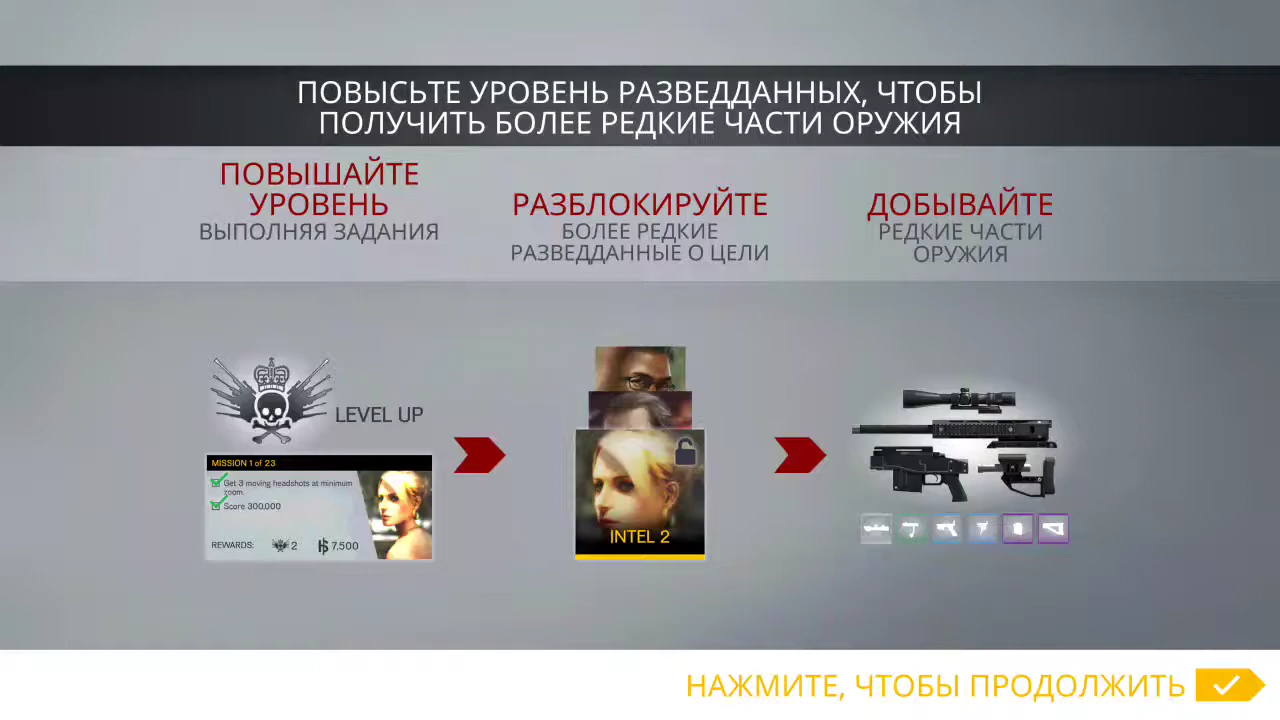 ПОВЫСЬТЕ УРОВЕНЬ РАЗВЕДДАННЫХ, ЧТОБЫ
ПОЛУЧИТЬ БОЛЕЕ РЕДКИЕ ЧАСТИ ОРУЖИЯ
ПОВЫШАЙТЕ
УРОВЕНЬ
ВЫПОЛНЯЯ ЗАДАНИЯ
РАЗБЛОКИРУЙТЕ
БОЛЕЕ РЕДКИЕ
РАЗВЕДДАННЫЕ О ЦЕЛИ
ДОБЫВАЙТЕ
РЕДКИЕ ЧАСТИ
ОРУЖИЯ
LEVEL UP
MISSION 1 of 23
Get 3 moving headshots at minimum
zoom.
Score 300,000
REWARDS: 2 7,500
INTEL 2
НАЖМИТЕ, ЧТОБЫ ПРОДОЛЖИТЬ